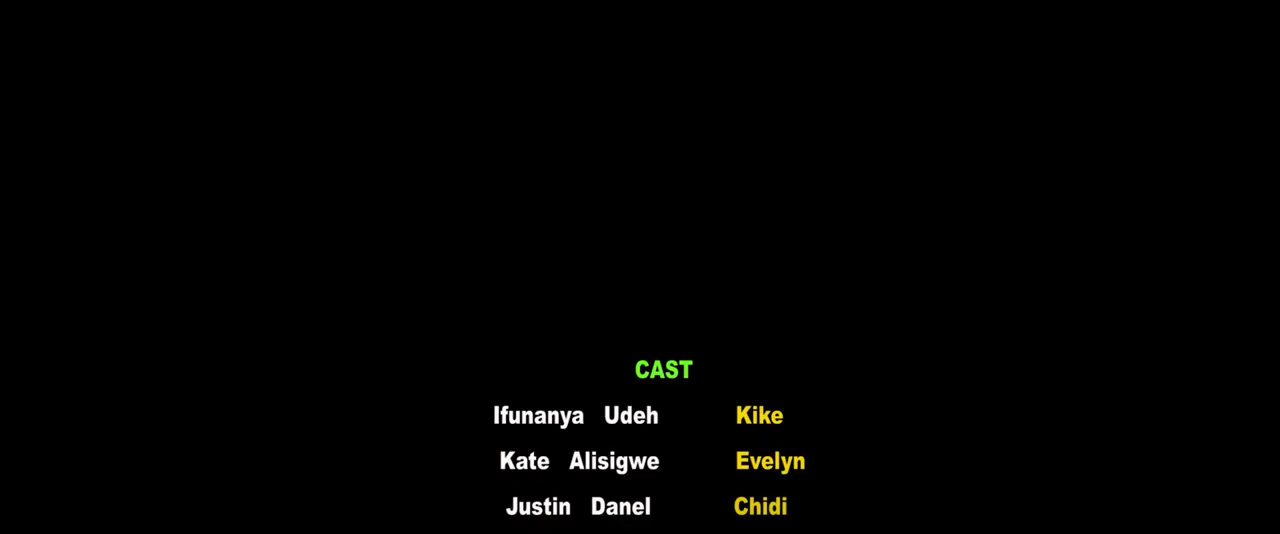 CAST
Ifunanya Udeh Kike
Kate Alisigwe Evelyn
Justin Danel Chidi